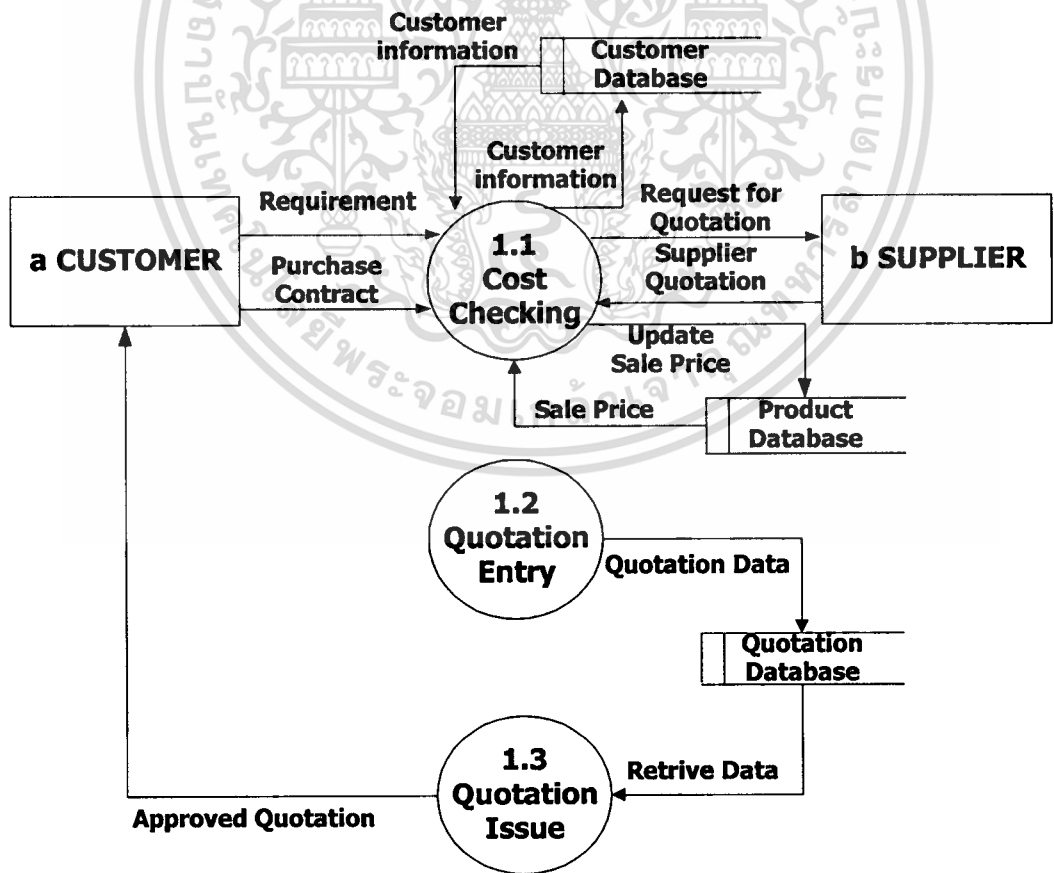 Customer
information
Customer
Database
Customer
information
Requirement
Request for
Quotation
a CUSTOMER
1.1
Cost
Checking
b SUPPLIER
Purchase
Contract
Supplier
Quotation
Update
Sale Price
Sale Price
Product
Database
1.2
Quotation
Entry
Quotation Data
Quotation
Database
1.3
Quotation
Issue
Retrive Data
Approved Quotation